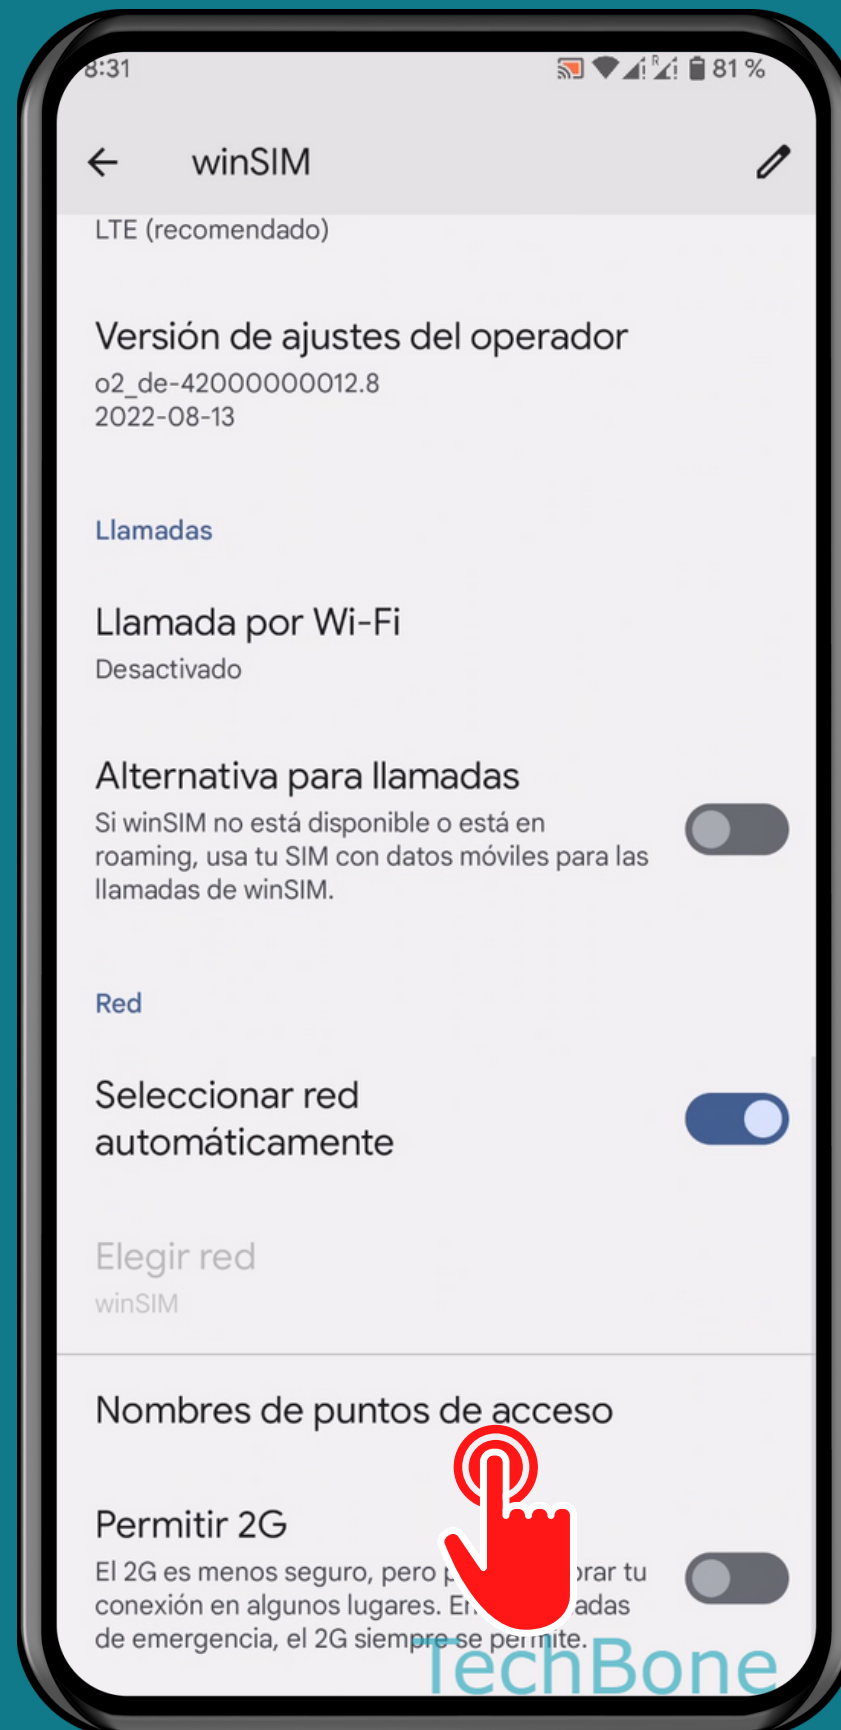 8:31
81 %
winSIM
LTE (recomendado)
Versión de ajustes del operador
o2_de-42000000012.8
2022-08-13
Llamadas
Llamada por Wi-Fi
Desactivado
Alternativa para llamadas
Si winSIM no está disponible o está en
roaming, usa tu SIM con datos móviles para las
llamadas de winSIM.
Red
Seleccionar red
automáticamente
Elegir red
winSIM
Nombres de puntos de acceso
Permitir 2G
El 2G es menos seguro, pero tu
conexión en algunos lugares.
de emergencia, el 2G siempre se permite.
TechBone